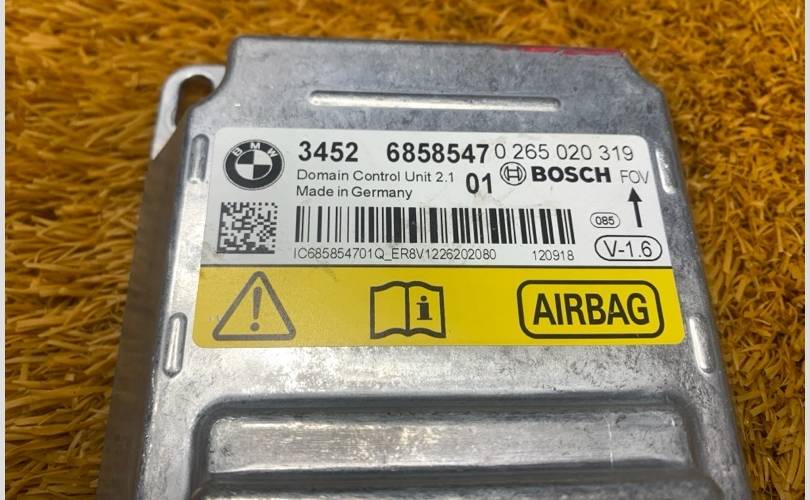 BMW
3452 6858547 0 265 020 319
Domain Control Unit 2.1 01 BOSCH FOV
Made in Germany
085
IC685854701Q_ER8V1226202080 120918 V-1.6
i AIRBAG